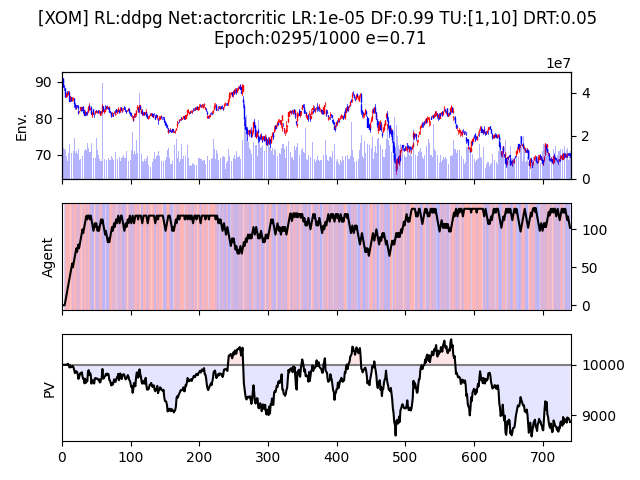 [XOM] RL:ddpg Net:actorcritic LR:1e-05 DF:0.99 TU:[1,10] DRT:0.05
Epoch:0295/1000 e=0.71
1e7
90
80
70
Env.
4
2
0
Agent
100
50
0
PV
10000
9000
0 100 200 300 400 500 600 700